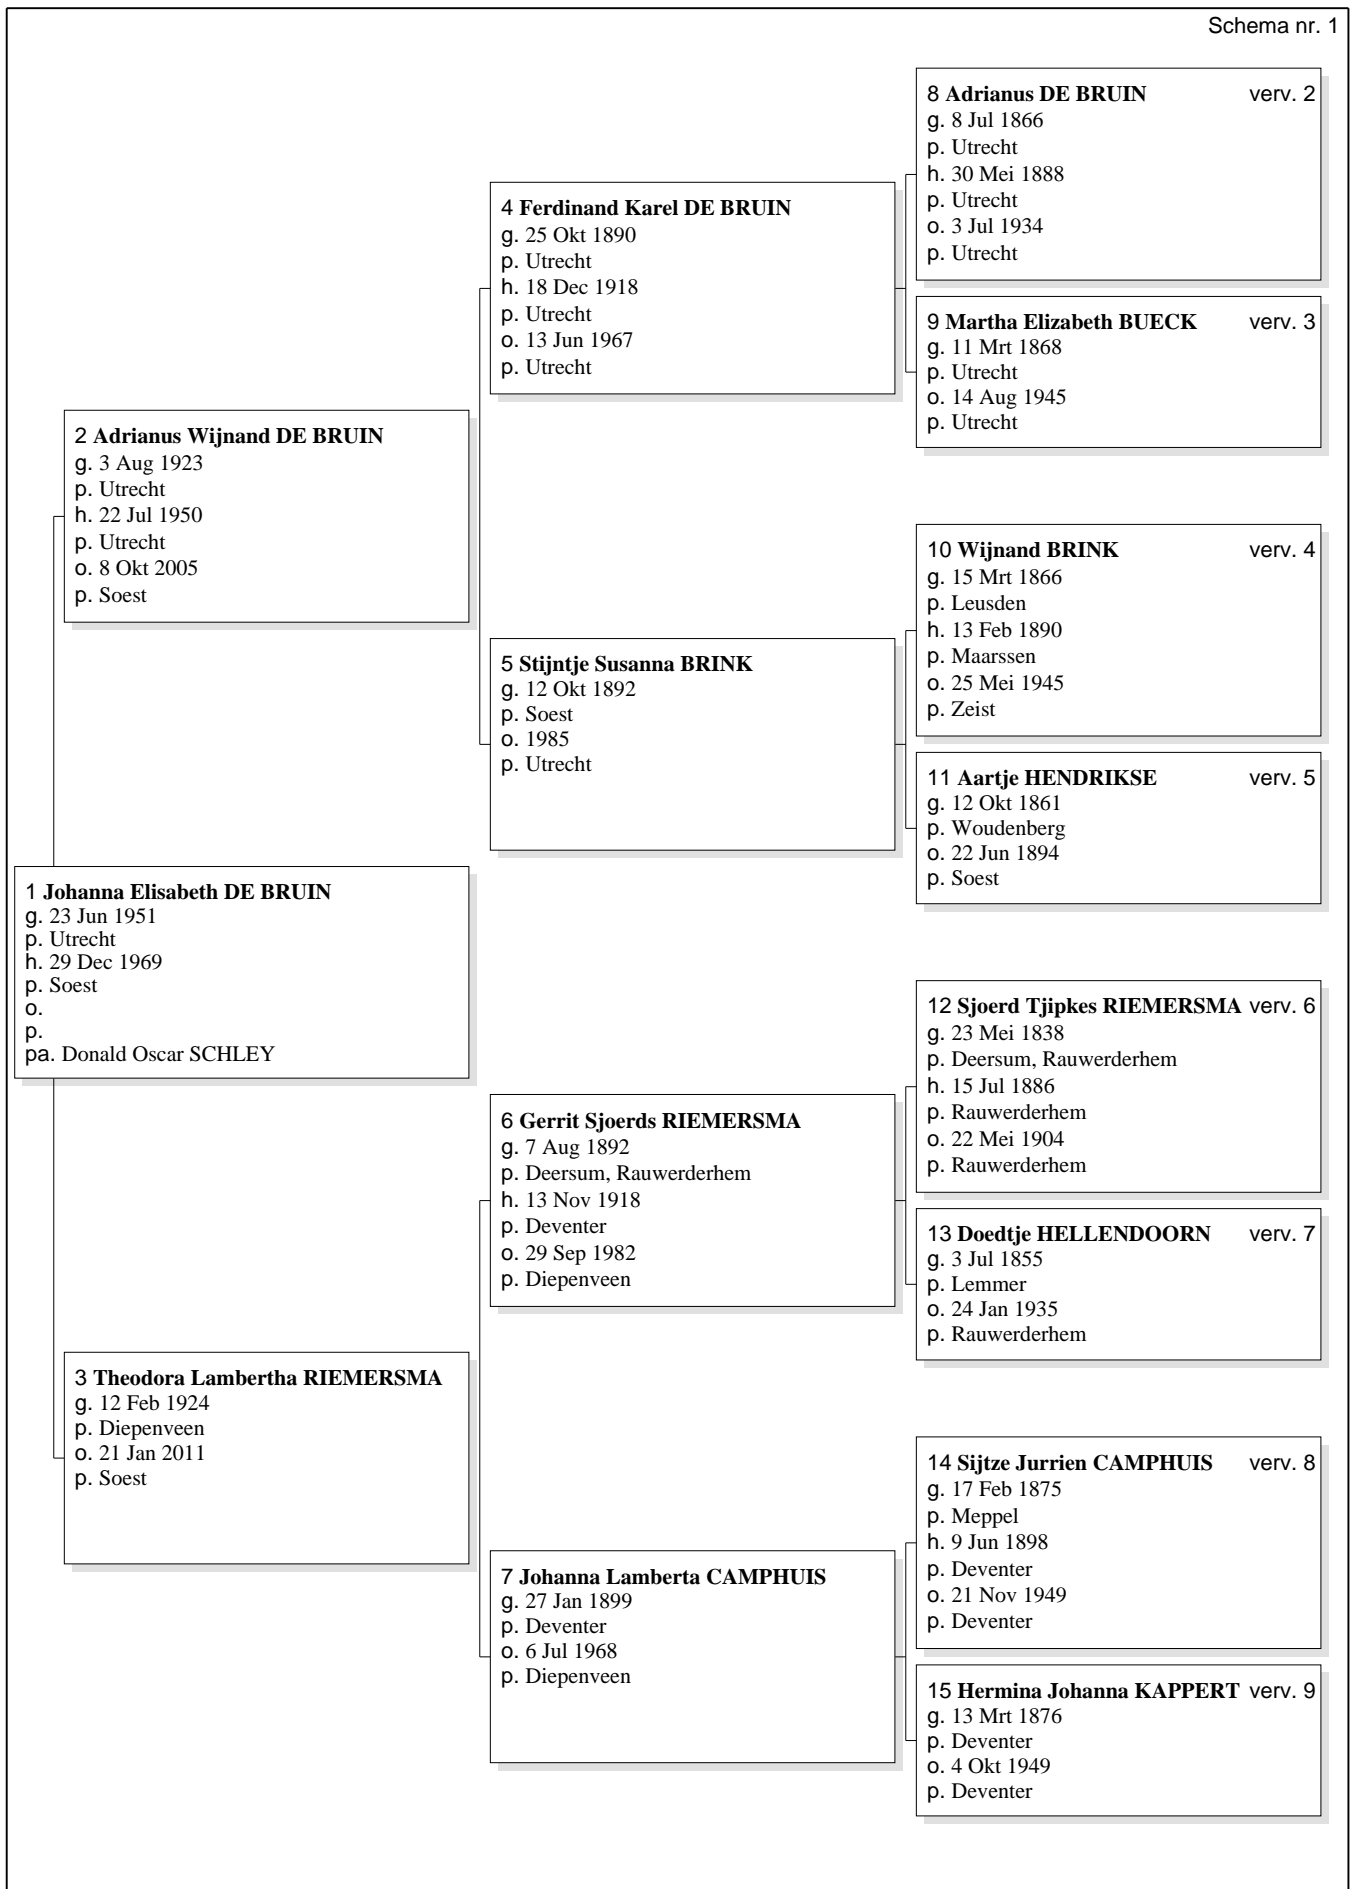 Schema nr. 1
8 Adrianus DE BRUIN verv. 2
g. 8 Jul 1866
p. Utrecht
h. 30 Mei 1888
p. Utrecht
o. 3 Jul 1934
p. Utrecht
4 Ferdinand Karel DE BRUIN
g. 25 Okt 1890
p. Utrecht
h. 18 Dec 1918
p. Utrecht
o. 13 Jun 1967
p. Utrecht
9 Martha Elizabeth BUECK verv. 3
g. 11 Mrt 1868
p. Utrecht
o. 14 Aug 1945
p. Utrecht
2 Adrianus Wijnand DE BRUIN
g. 3 Aug 1923
p. Utrecht
h. 22 Jul 1950
p. Utrecht
o. 8 Okt 2005
p. Soest
10 Wijnand BRINK verv. 4
g. 15 Mrt 1866
p. Leusden
h. 13 Feb 1890
p. Maarssen
o. 25 Mei 1945
p. Zeist
5 Stijntje Susanna BRINK
g. 12 Okt 1892
p. Soest
o. 1985
p. Utrecht
11 Aartje HENDRIKSE verv. 5
g. 12 Okt 1861
p. Woudenberg
o. 22 Jun 1894
p. Soest
1 Johanna Elisabeth DE BRUIN
g. 23 Jun 1951
p. Utrecht
h. 29 Dec 1969
p. Soest
o.
p.
pa. Donald Oscar SCHLEY
12 Sjoerd Tjipkes RIEMERSMA verv. 6
g. 23 Mei 1838
p. Deersum, Rauwerderhem
h. 15 Jul 1886
p. Rauwerderhem
o. 22 Mei 1904
p. Rauwerderhem
6 Gerrit Sjoerds RIEMERSMA
g. 7 Aug 1892
p. Deersum, Rauwerderhem
h. 13 Nov 1918
p. Deventer
o. 29 Sep 1982
p. Diepenveen
13 Doedtje HELLENDOORN verv. 7
g. 3 Jul 1855
p. Lemmer
o. 24 Jan 1935
p. Rauwerderhem
3 Theodora Lambertha RIEMERSMA
g. 12 Feb 1924
p. Diepenveen
o. 21 Jan 2011
p. Soest
14 Sijtze Jurrien CAMPHUIS verv. 8
g. 17 Feb 1875
p. Meppel
h. 9 Jun 1898
p. Deventer
o. 21 Nov 1949
p. Deventer
7 Johanna Lamberta CAMPHUIS
g. 27 Jan 1899
p. Deventer
o. 6 Jul 1968
p. Diepenveen
15 Hermina Johanna KAPPERT verv. 9
g. 13 Mrt 1876
p. Deventer
o. 4 Okt 1949
p. Deventer